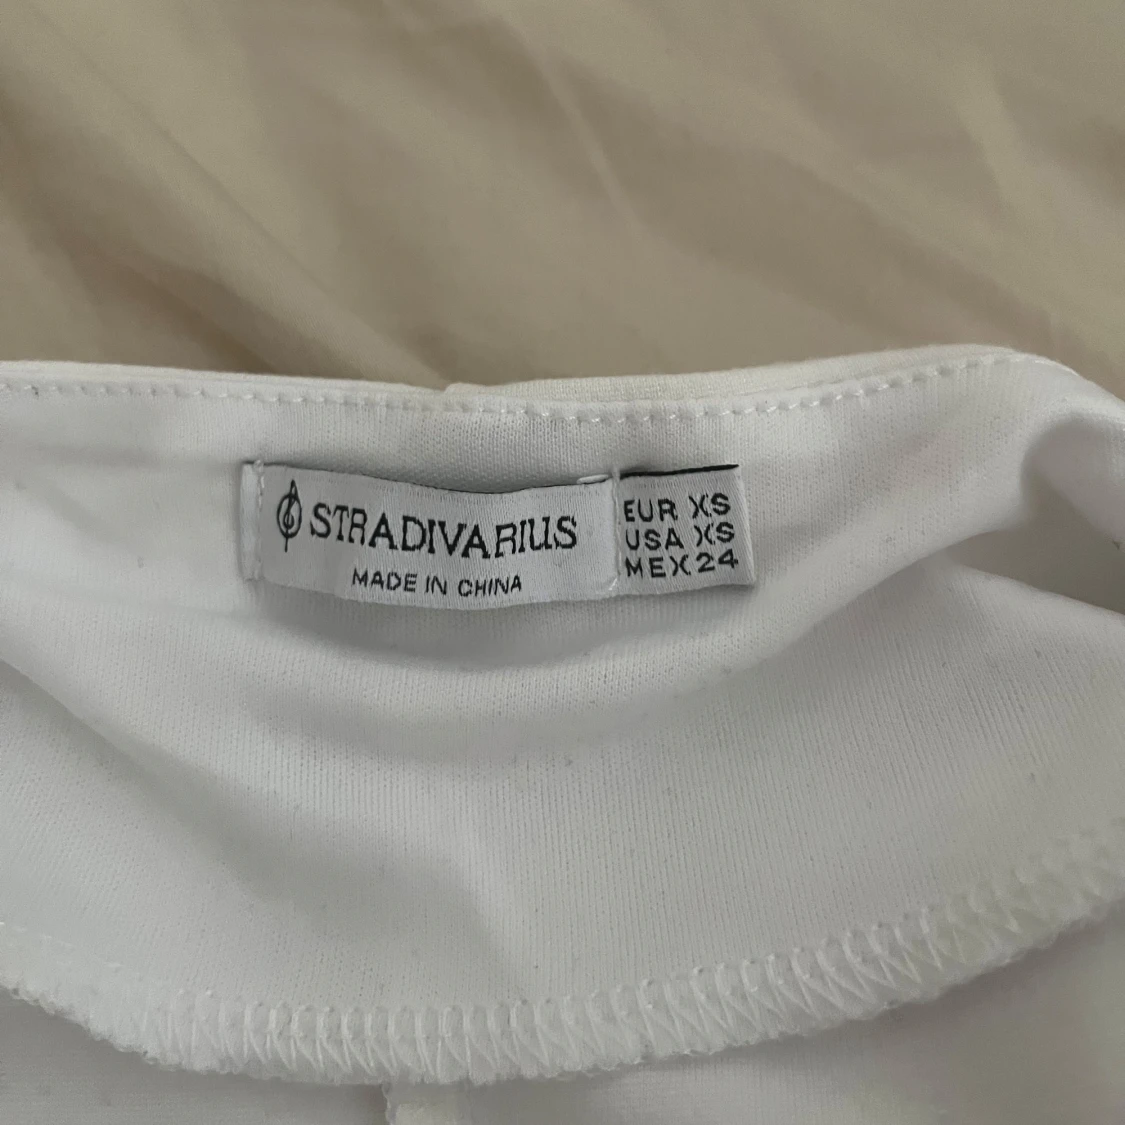 STRADIVARIUS
MADE IN CHINA
EUR XS
USA XS
MEX 24